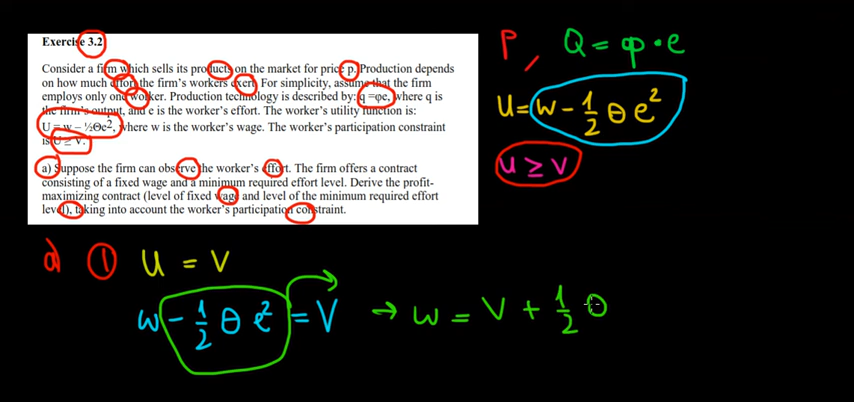 Exercise 3.2
Consider a firm which sells its products on the market for price p. Production depends
on how much effort the firm's workers exert. For simplicity, assume that the firm
employs only one worker. Production technology is described by: q =φe, where q is
the firm's output, and e is the worker's effort. The worker's utility function is:
U = w – ½Θe², where w is the worker's wage. The worker's participation constraint
is U ≥ V.
a) Suppose the firm can observe the worker's effort. The firm offers a contract
consisting of a fixed wage and a minimum required effort level. Derive the profit-
maximizing contract (level of fixed wage and level of the minimum required effort
level), taking into account the worker's participation constraint.
P, Q = φ · e
U = w - 1/2 θ e²
U ≥ V
a) ① U = V
w - 1/2 θ e² = V → w = V + 1/2 θ